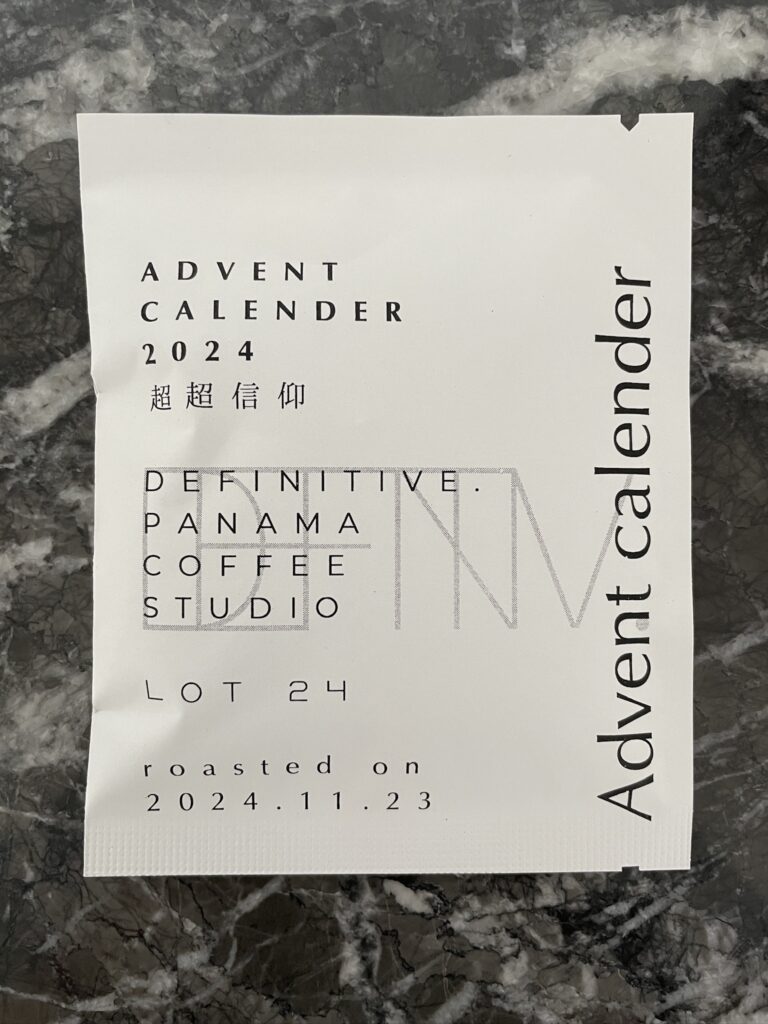 ADVENT
CALENDER
2024
超超信仰
DEFINITIVE.
PANAMA
COFFEE
STUDIO
LOT 24
roasted on
2024.11.23
Advent calender